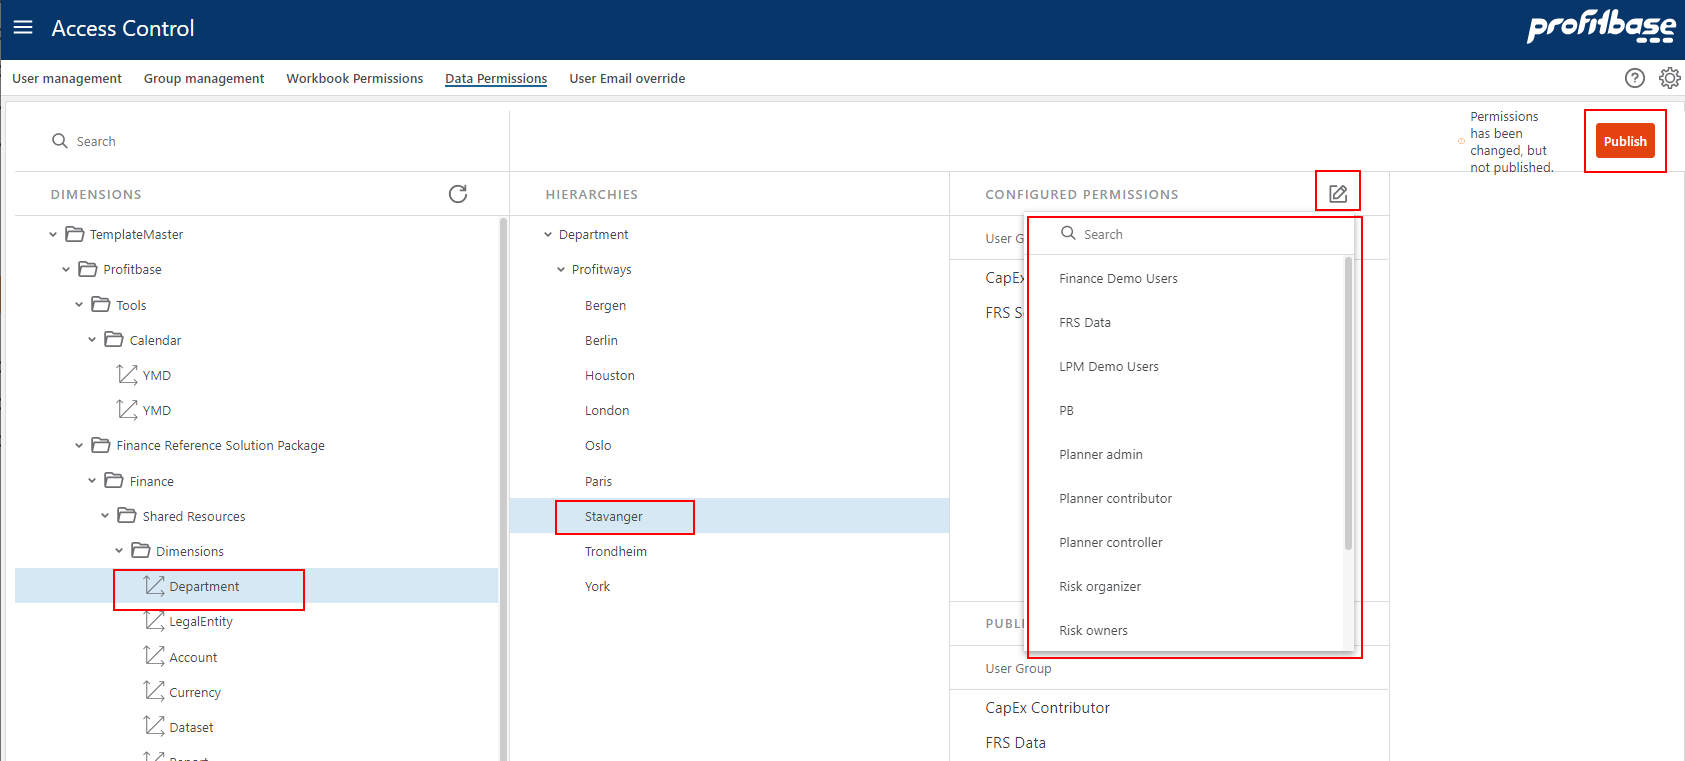 Access Control
profitbase
User management
Group management
Workbook Permissions
Data Permissions
User Email override
Search
Permissions
has been
changed, but
not published.
Publish
DIMENSIONS
TemplateMaster
Profitbase
Tools
Calendar
YMD
YMD
Finance Reference Solution Package
Finance
Shared Resources
Dimensions
Department
LegalEntity
Account
Currency
Dataset
HIERARCHIES
Department
Profitways
Bergen
Berlin
Houston
London
Oslo
Paris
Stavanger
Trondheim
York
CONFIGURED PERMISSIONS
User G
CapEx
FRS S
Search
Finance Demo Users
FRS Data
LPM Demo Users
PB
Planner admin
Planner contributor
Planner controller
Risk organizer
Risk owners
PUBL
User Group
CapEx Contributor
FRS Data